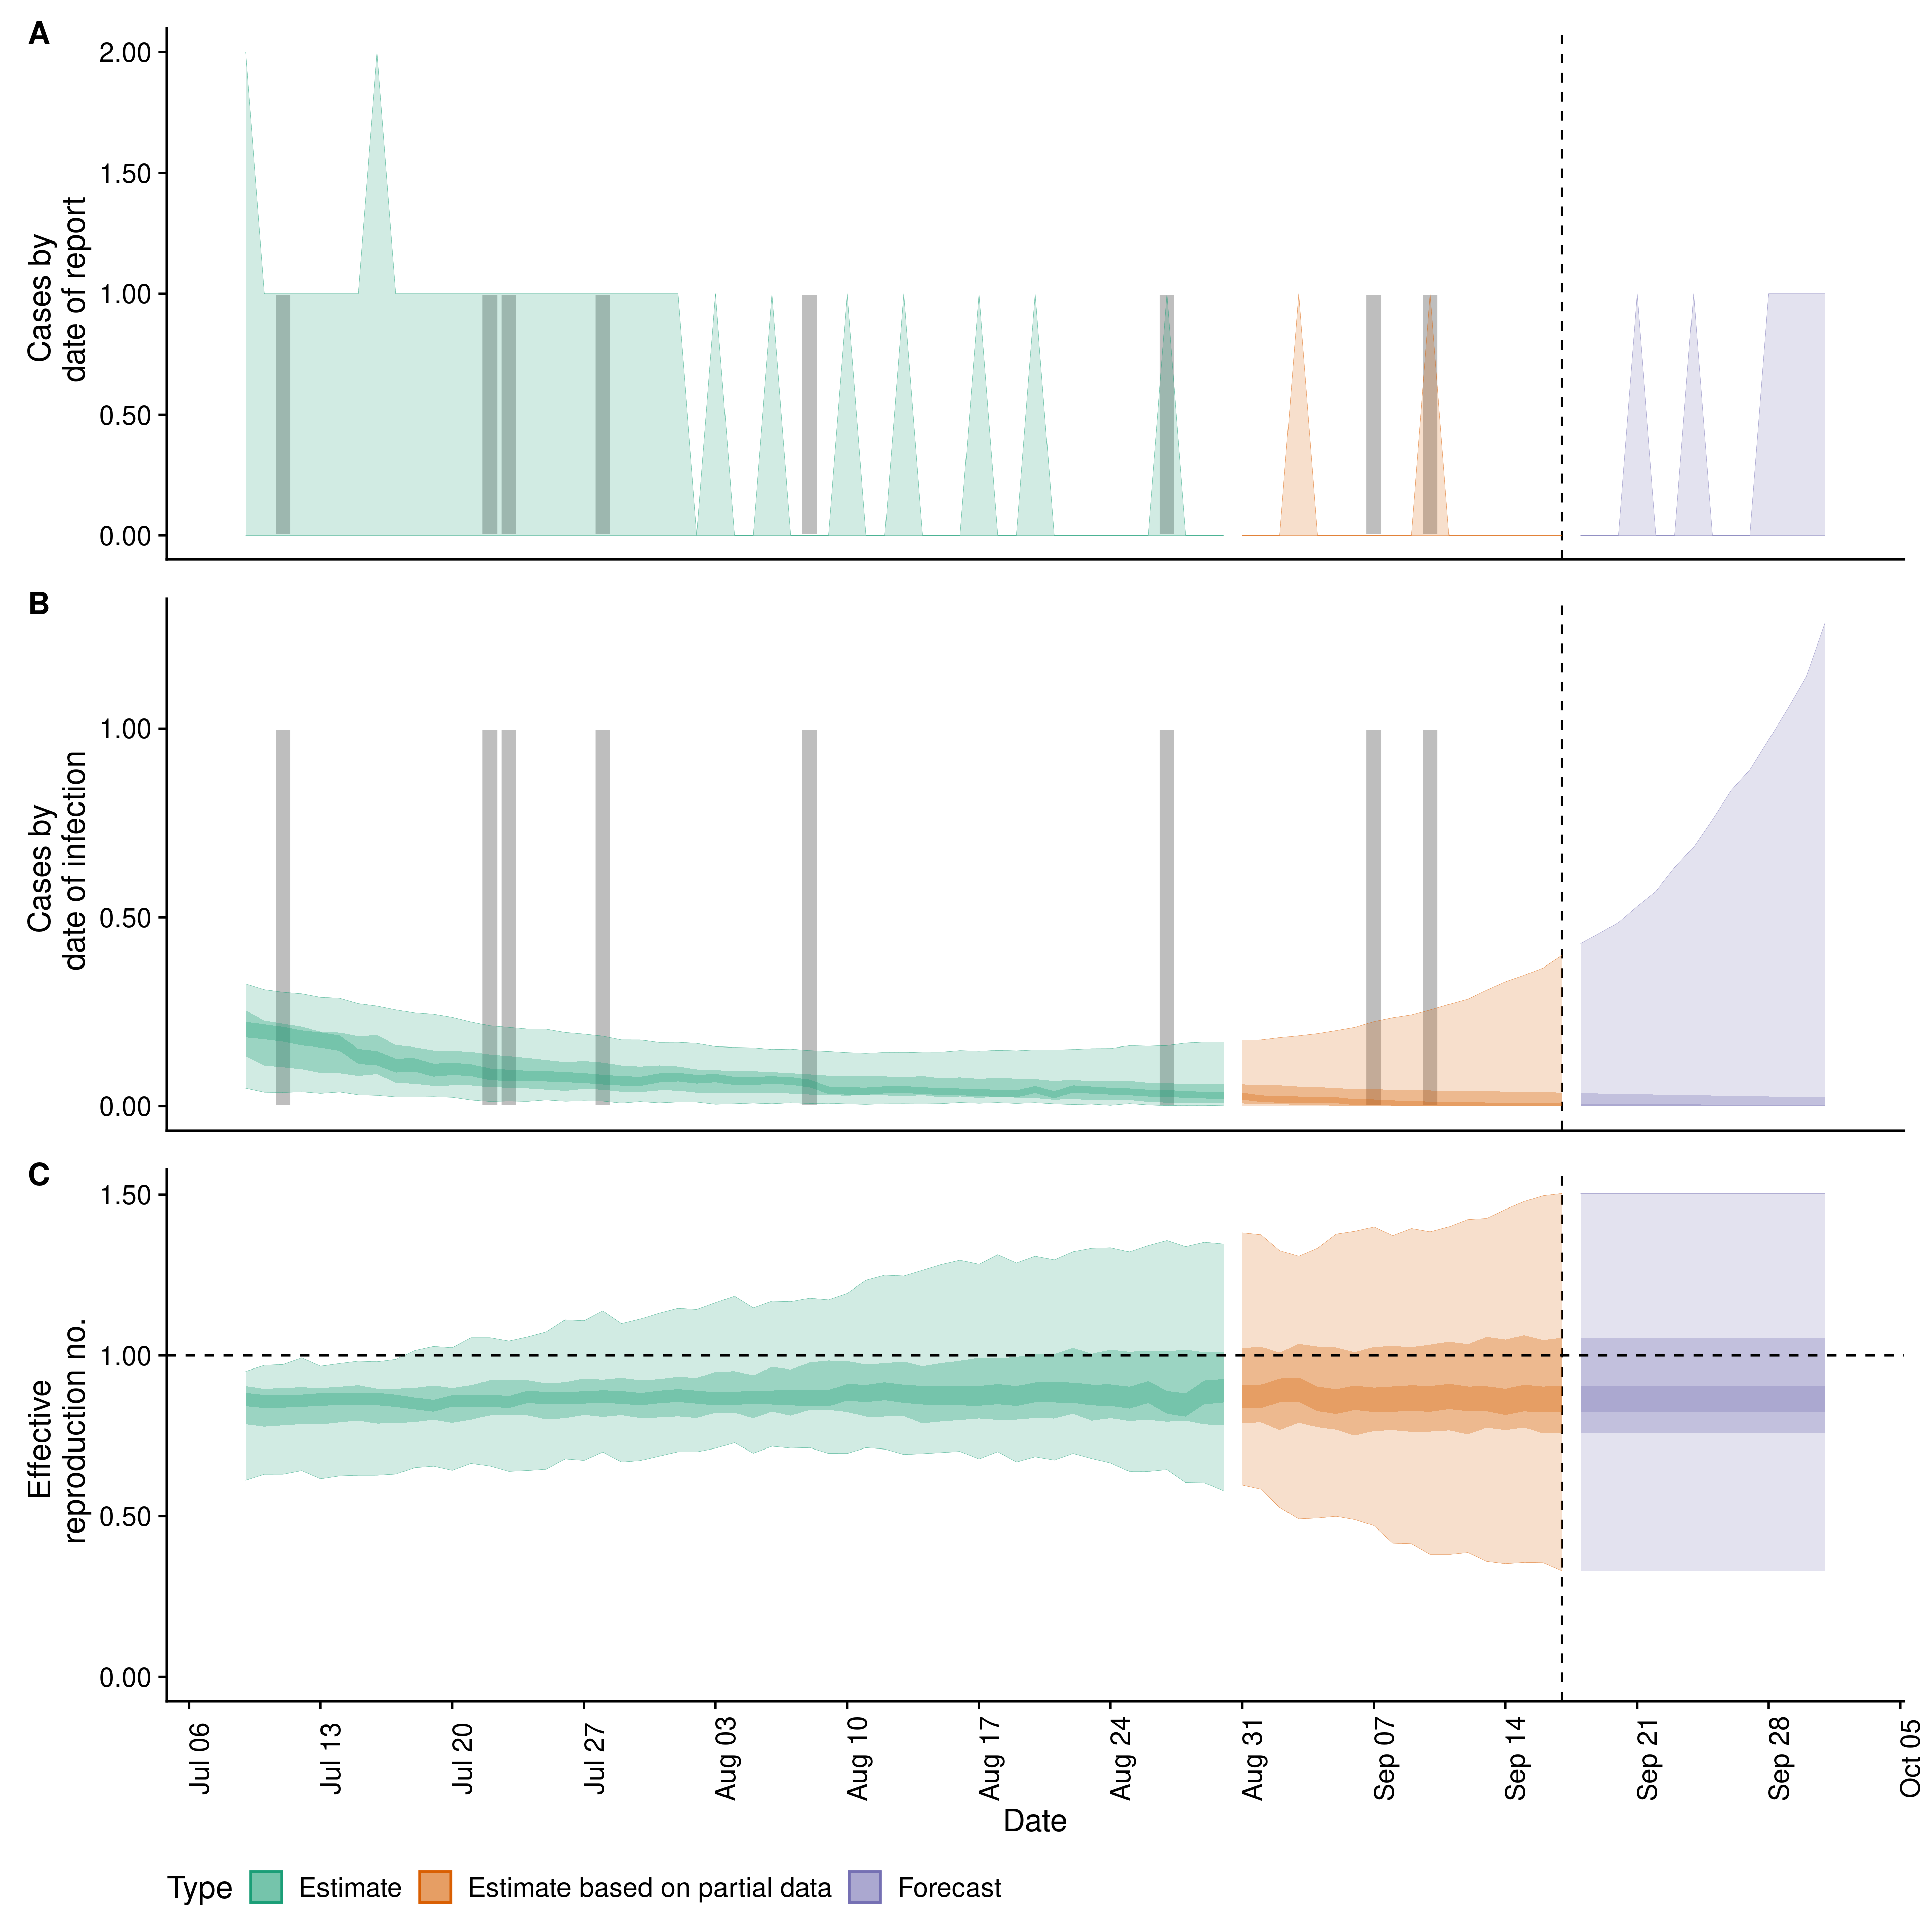 A
2.00
1.50
1.00
0.50
0.00
Cases by
date of report
B
1.00
0.50
0.00
Cases by
date of infection
C
1.50
1.00
0.50
0.00
Effective
reproduction no.
Jul 06
Jul 13
Jul 20
Jul 27
Aug 03
Aug 10
Aug 17
Aug 24
Aug 31
Sep 07
Sep 14
Sep 21
Sep 28
Oct 05
Date
Type Estimate Estimate based on partial data Forecast